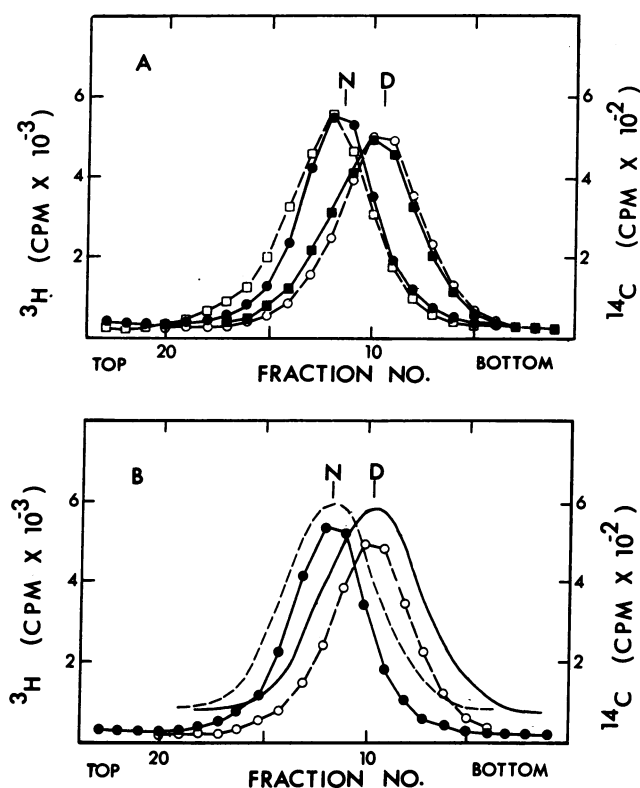 A
N D
6 6
4 4
2 2
³H (CPM X 10⁻³)
¹⁴C (CPM X 10⁻²)
20 10
TOP FRACTION NO. BOTTOM
B
N D
6 6
4 4
2 2
³H (CPM X 10⁻³)
¹⁴C (CPM X 10⁻²)
20 10
TOP FRACTION NO. BOTTOM